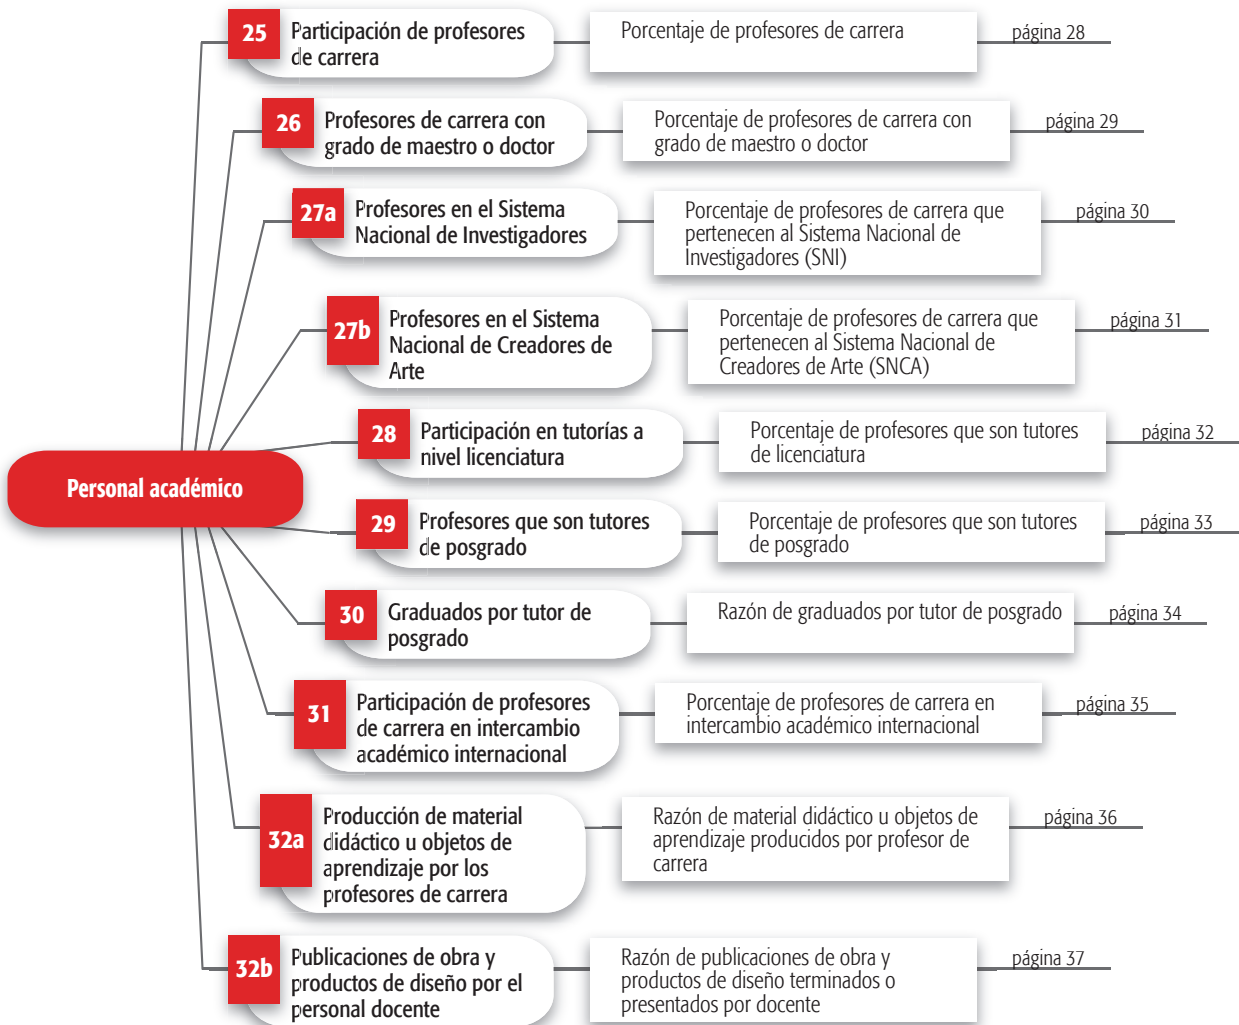 25
Participación de profesores
de carrera
Porcentaje de profesores de carrera
página 28
26
Profesores de carrera con
grado de maestro o doctor
Porcentaje de profesores de carrera con
grado de maestro o doctor
página 29
27a
Profesores en el Sistema
Nacional de Investigadores
Porcentaje de profesores de carrera que
pertenecen al Sistema Nacional de
Investigadores (SNI)
página 30
27b
Profesores en el Sistema
Nacional de Creadores de
Arte
Porcentaje de profesores de carrera que
pertenecen al Sistema Nacional de
Creadores de Arte (SNCA)
página 31
28
Participación en tutorías a
nivel licenciatura
Porcentaje de profesores que son tutores
de licenciatura
página 32
Personal académico
29
Profesores que son tutores
de posgrado
Porcentaje de profesores que son tutores
de posgrado
página 33
30
Graduados por tutor de
posgrado
Razón de graduados por tutor de posgrado
página 34
31
Participación de profesores
de carrera en intercambio
académico internacional
Porcentaje de profesores de carrera en
intercambio académico internacional
página 35
32a
Producción de material
didáctico u objetos de
aprendizaje por los
profesores de carrera
Razón de material didáctico u objetos de
aprendizaje producidos por profesor de
carrera
página 36
32b
Publicaciones de obra y
productos de diseño por el
personal docente
Razón de publicaciones de obra y
productos de diseño terminados o
presentados por docente
página 37